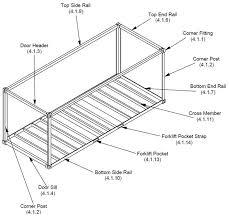 Top Side Rail
(4.1.5)
Top End Rail
(4.1.8)
Corner Fitting
(4.1.1)
Door Header
(4.1.3)
Corner Post
(4.1.2)
Bottom End Rail
(4.1.7)
Cross Member
(4.1.11)
Forklift Pocket Strap
(4.1.14)
Forklift Pocket
(4.1.13)
Bottom Side Rail
(4.1.10)
Door Sill
(4.1.4)
Corner Post
(4.1.2)